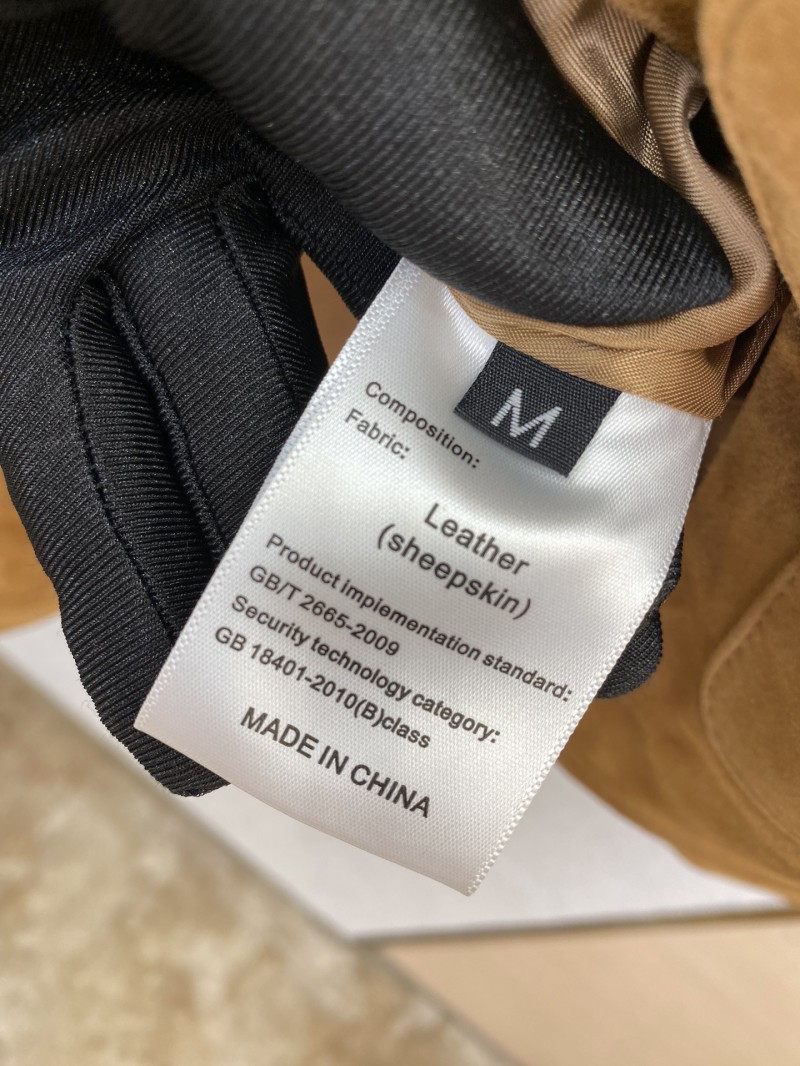 M
Composition:
Fabric:
Leather
(sheepskin)
Product implementation standard:
GB/T 2665-2009
Security technology category:
GB 18401-2010(B)class
MADE IN CHINA